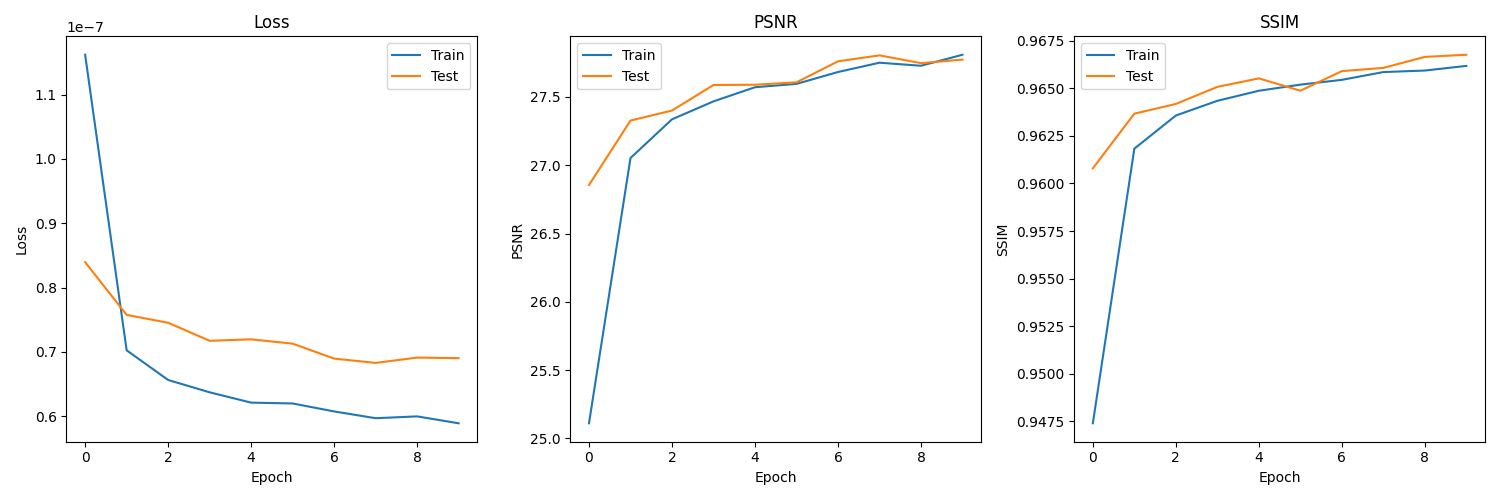 Loss
1e−7
1.1
1.0
0.9
0.8
0.7
0.6
Loss
0 2 4 6 8
Epoch
Train
Test
PSNR
27.5
27.0
26.5
26.0
25.5
25.0
PSNR
0 2 4 6 8
Epoch
Train
Test
SSIM
0.9675
0.9650
0.9625
0.9600
0.9575
0.9550
0.9525
0.9500
0.9475
SSIM
0 2 4 6 8
Epoch
Train
Test